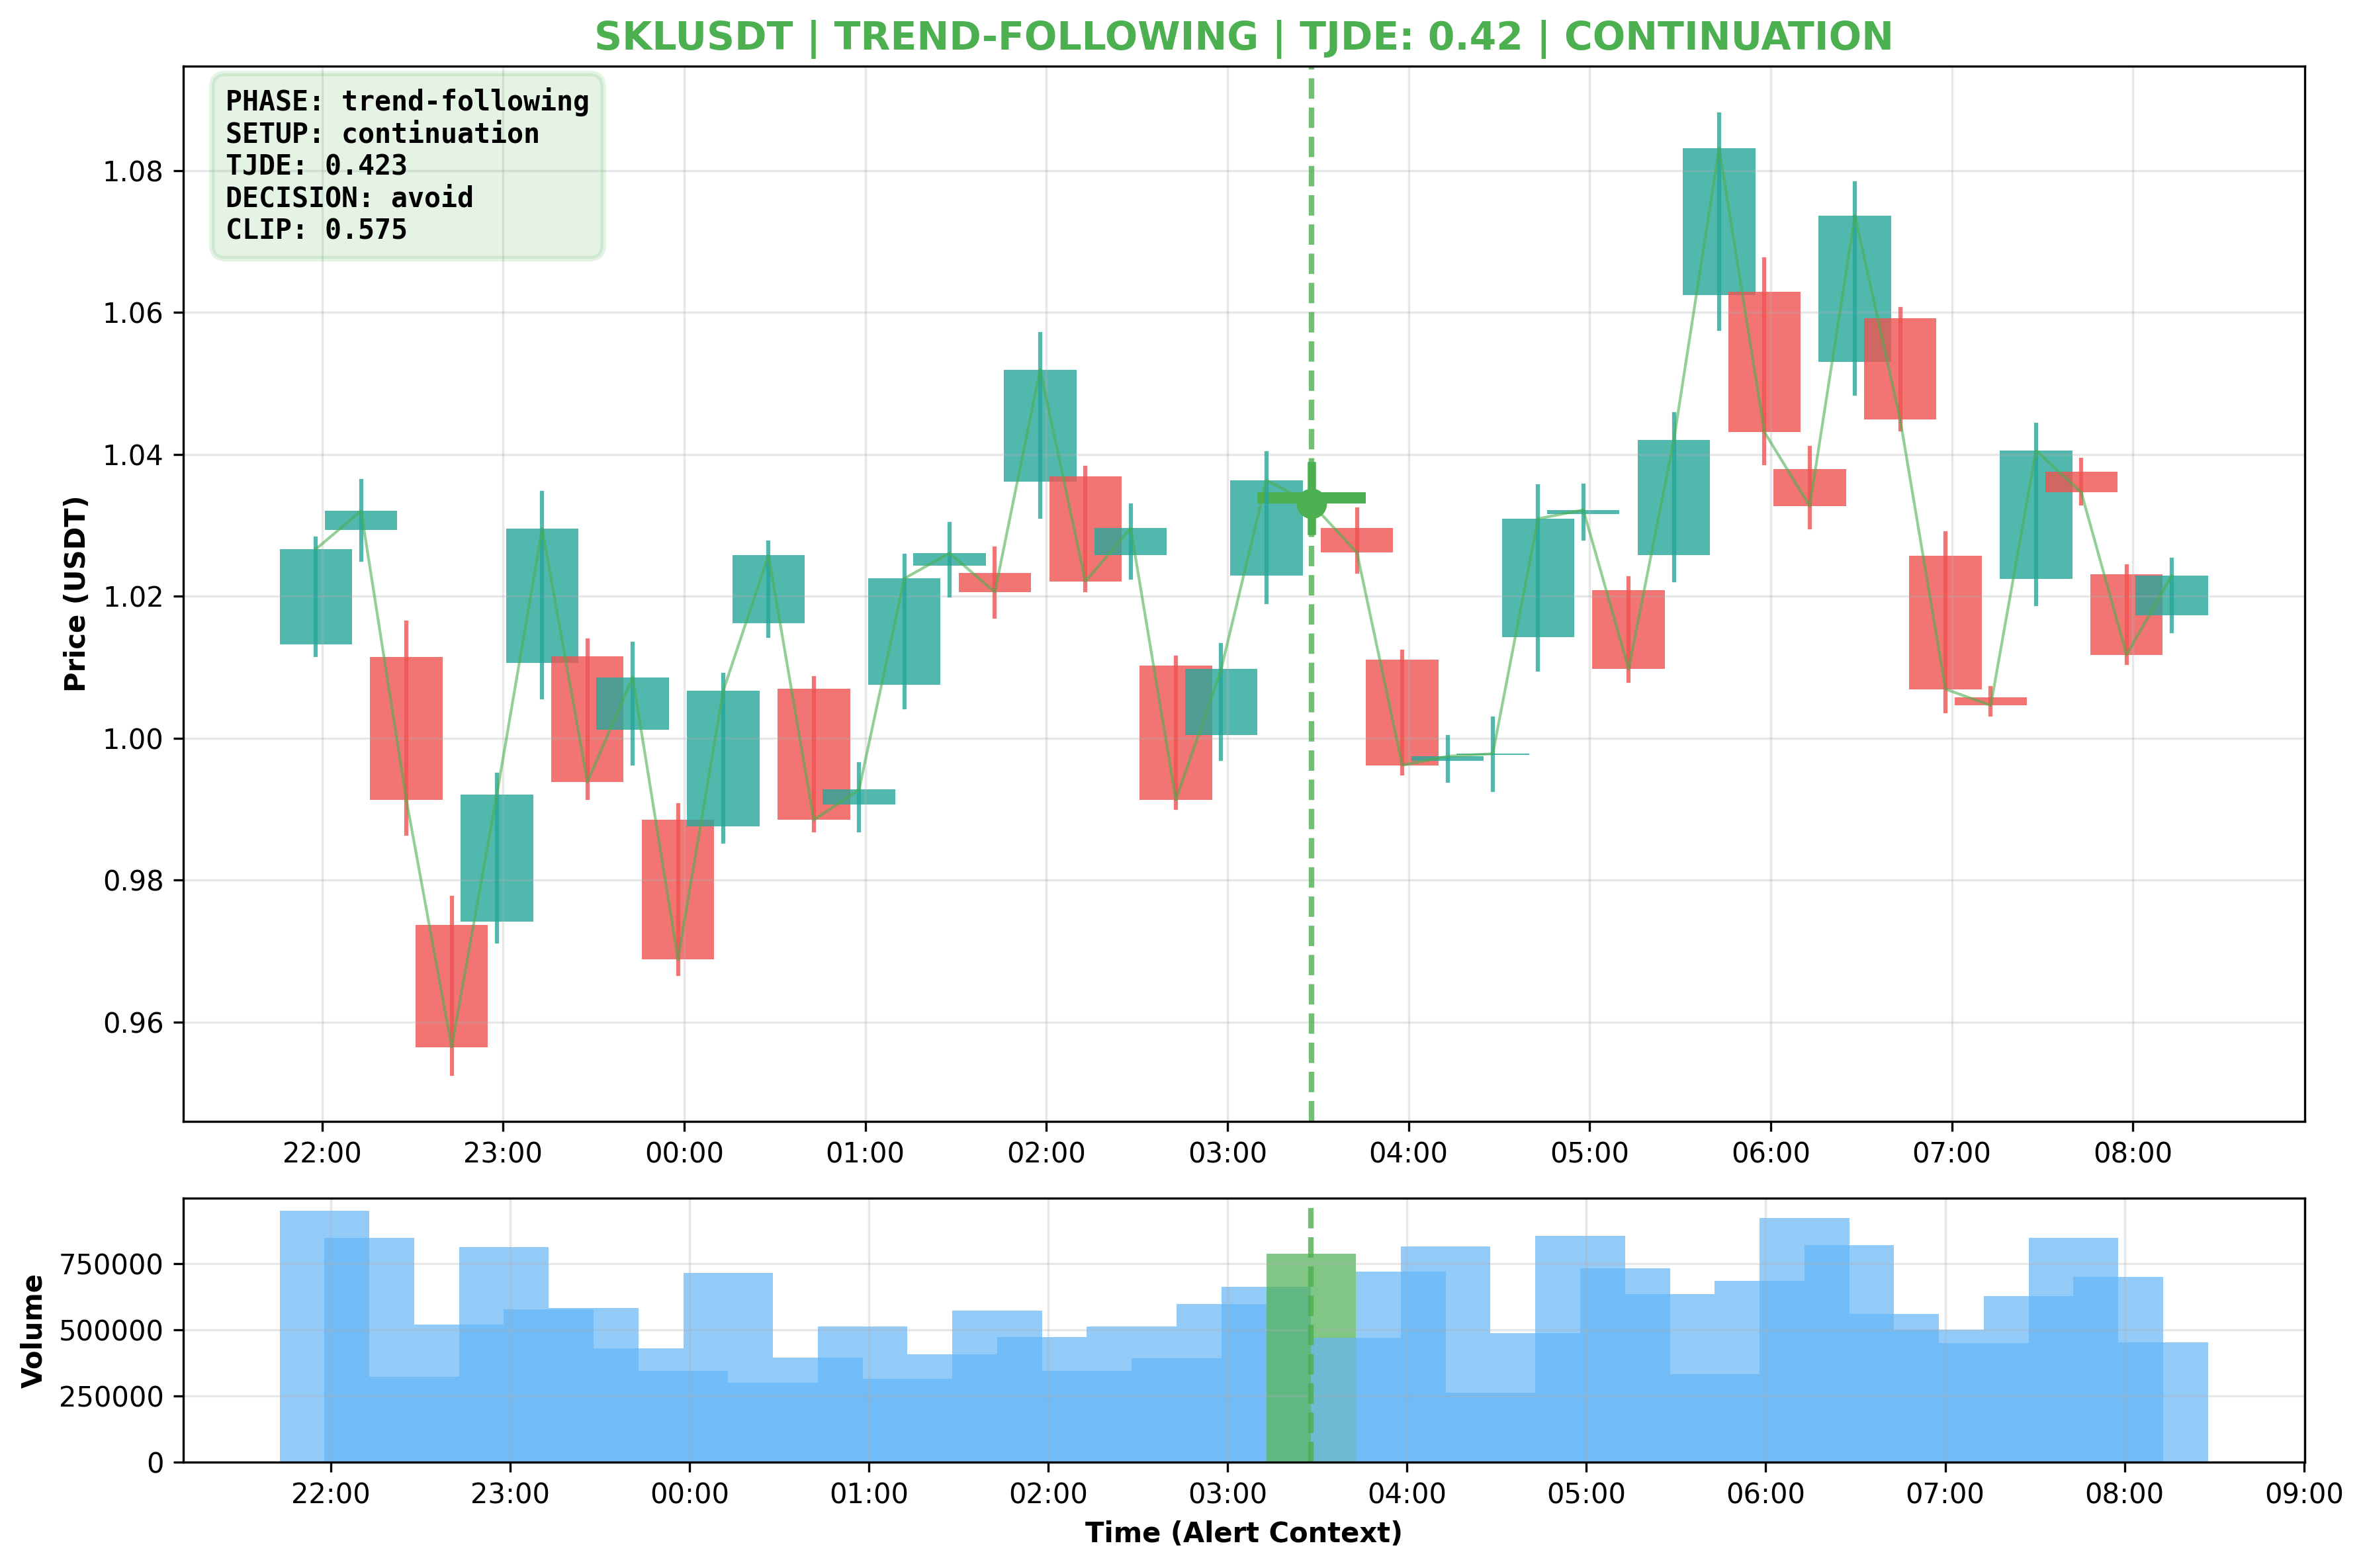 SKLUSDT | TREND-FOLLOWING | TJDE: 0.42 | CONTINUATION
PHASE: trend-following
SETUP: continuation
TJDE: 0.423
DECISION: avoid
CLIP: 0.575
Price (USDT)
1.08
1.06
1.04
1.02
1.00
0.98
0.96
22:00 23:00 00:00 01:00 02:00 03:00 04:00 05:00 06:00 07:00 08:00
Volume
750000
500000
250000
0
22:00 23:00 00:00 01:00 02:00 03:00 04:00 05:00 06:00 07:00 08:00 09:00
Time (Alert Context)